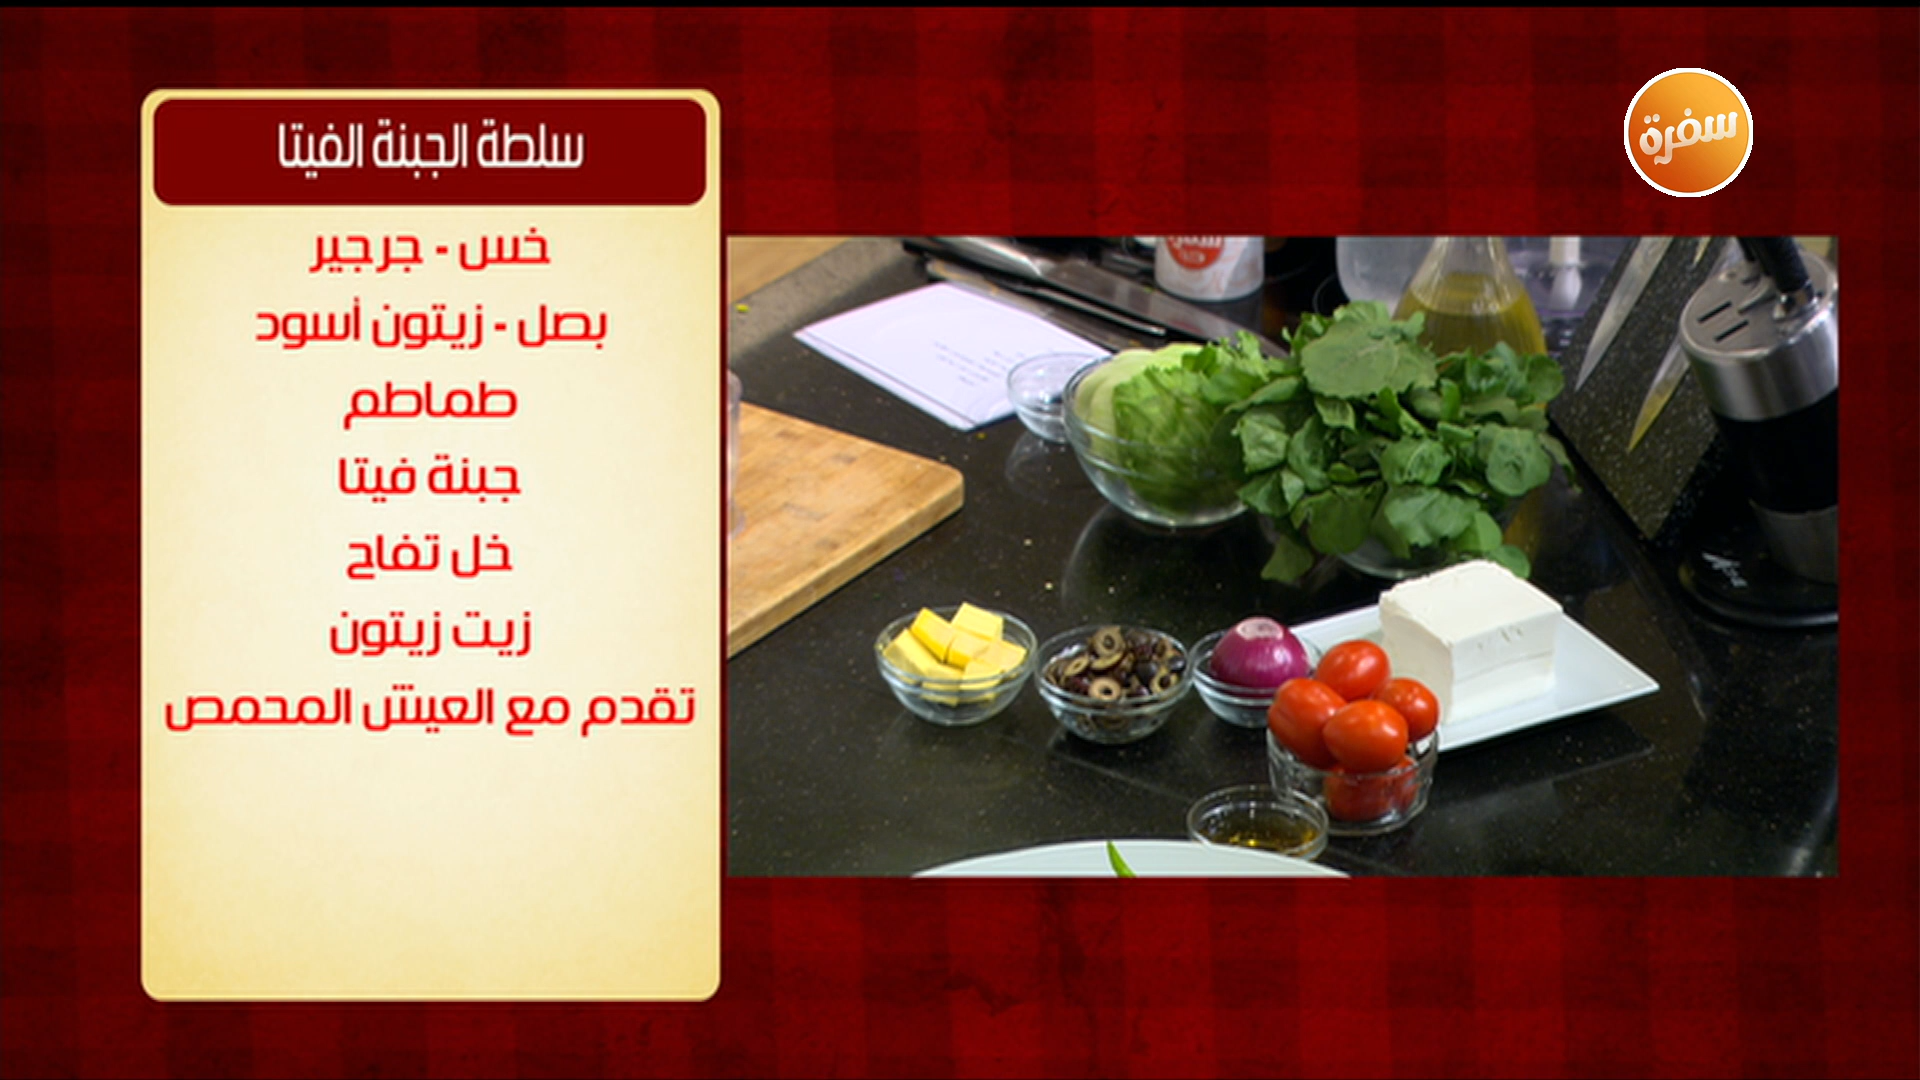 سلطة الجبنة الفيتا
خس - جرجير
بصل - زيتون أسود
طماطم
جبنة فيتا
خل تفاح
زيت زيتون
تقدم مع العيش المحمص
سفرة